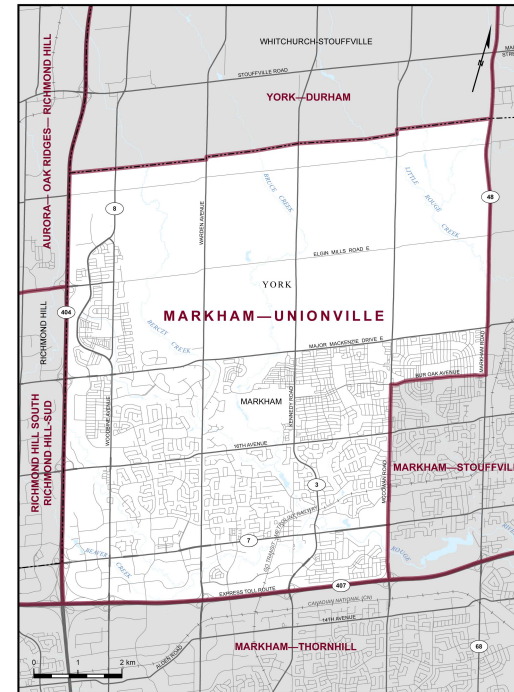 WHITCHURCH-STOUFFVILLE
STOUFFVILLE ROAD
YORK—DURHAM
N
AURORA— OAK RIDGES— RICHMOND HILL
8
WARDEN AVENUE
BRUCE CREEK
LITTLE ROUGE CREEK
48
ELGIN MILLS ROAD E
YORK
404
MARKHAM—UNIONVILLE
BERCZY CREEK
RICHMOND HILL
MAJOR MACKENZIE DRIVE E
MARKHAM ROAD
BUR OAK AVENUE
WOODBINE AVENUE
MARKHAM
KENNEDY ROAD
RICHMOND HILL SOUTH
RICHMOND HILL-SUD
16TH AVENUE
MCCOWAN ROAD
MARKHAM—STOUFFVIL
3
7
BEAVER CREEK
ROUGE
407
EXPRESS TOLL ROUTE
CANADIAN NATIONAL (CN)
14TH AVENUE
MARKHAM—THORNHILL
ALDEN ROAD
68
0 1 2 km